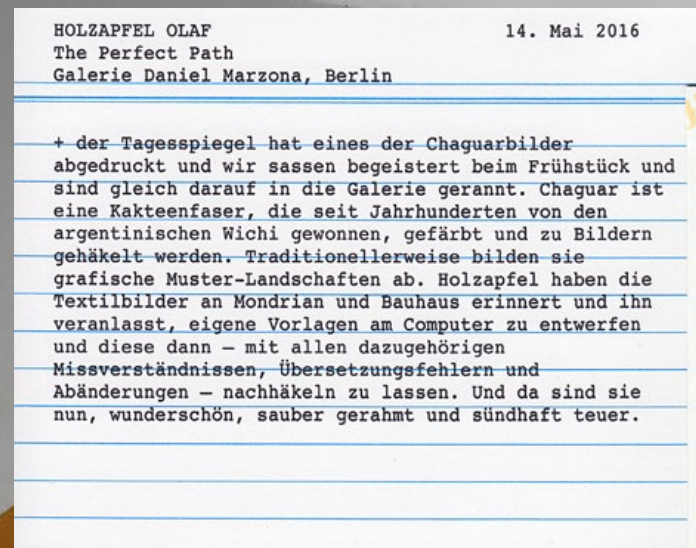 HOLZAPFEL OLAF 14. Mai 2016
The Perfect Path
Galerie Daniel Marzona, Berlin
+ der Tagesspiegel hat eines der Chaguarbilder
abgedruckt und wir sassen begeistert beim Frühstück und
sind gleich darauf in die Galerie gerannt. Chaguar ist
eine Kakteenfaser, die seit Jahrhunderten von den
argentinischen Wichi gewonnen, gefärbt und zu Bildern
gehäkelt werden. Traditionellerweise bilden sie
grafische Muster-Landschaften ab. Holzapfel haben die
Textilbilder an Mondrian und Bauhaus erinnert und ihn
veranlasst, eigene Vorlagen am Computer zu entwerfen
und diese dann — mit allen dazugehörigen
Missverständnissen, Übersetzungsfehlern und
Abänderungen — nachhäkeln zu lassen. Und da sind sie
nun, wunderschön, sauber gerahmt und sündhaft teuer.